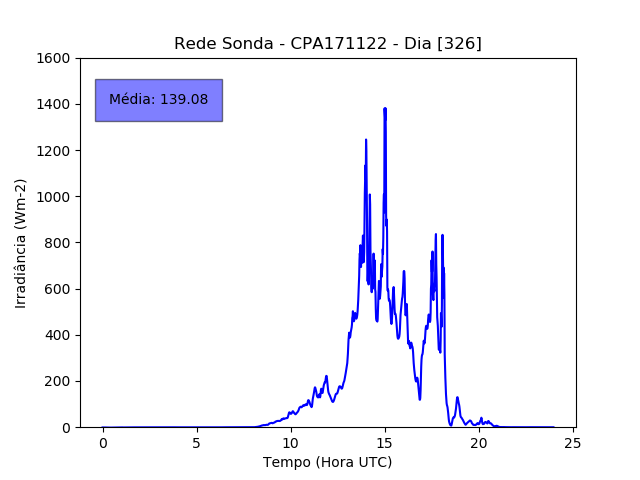 Rede Sonda - CPA171122 - Dia [326]
Média: 139.08
Irradiância (Wm-2)
1600
1400
1200
1000
800
600
400
200
0
0 5 10 15 20 25
Tempo (Hora UTC)